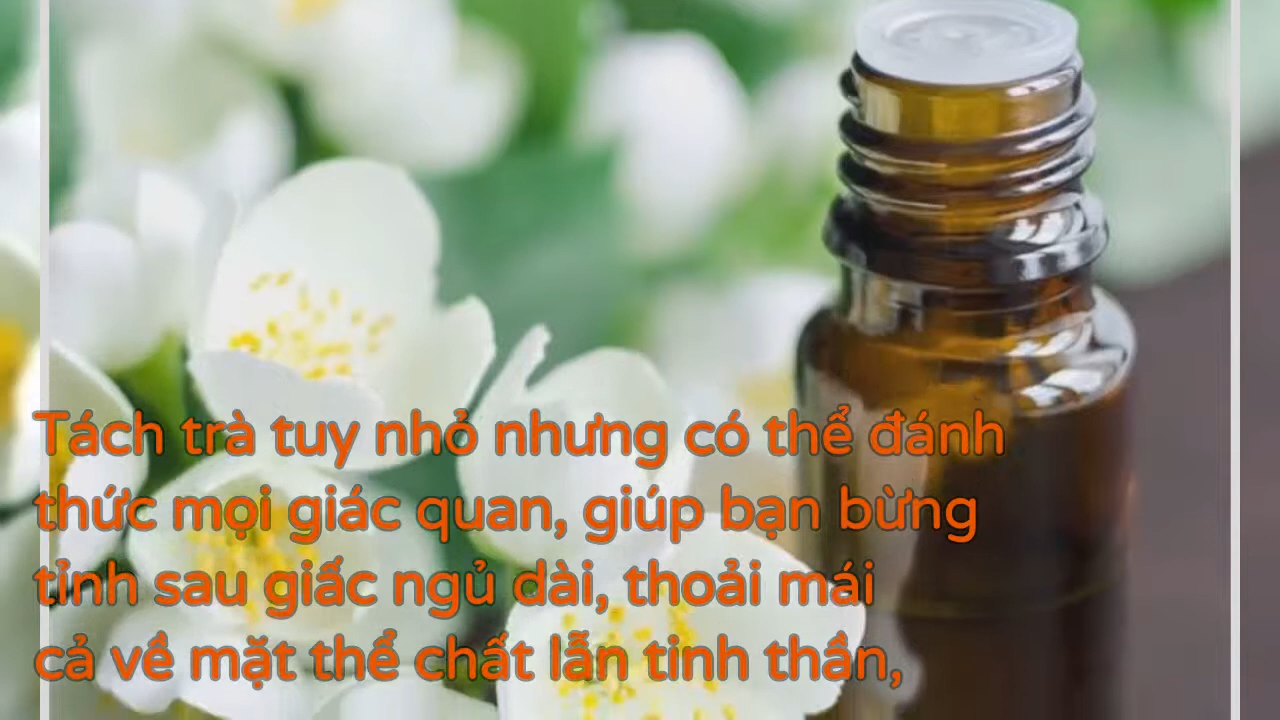 Tách trà tuy nhỏ nhưng có thể đánh
thức mọi giác quan, giúp bạn bừng
tỉnh sau giấc ngủ dài, thoải mái
cả về mặt thể chất lẫn tinh thần,